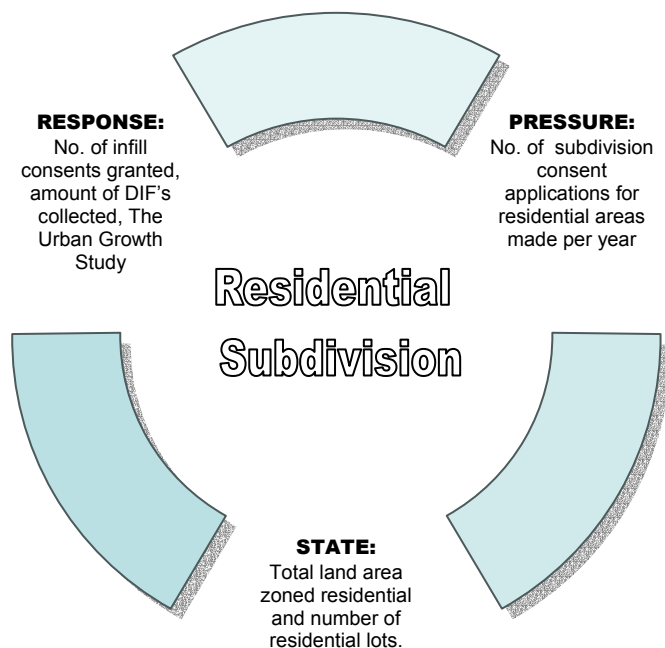 RESPONSE:
No. of infill
consents granted,
amount of DIF's
collected, The
Urban Growth
Study
PRESSURE:
No. of subdivision
consent
applications for
residential areas
made per year
Residential
Subdivision
STATE:
Total land area
zoned residential
and number of
residential lots.